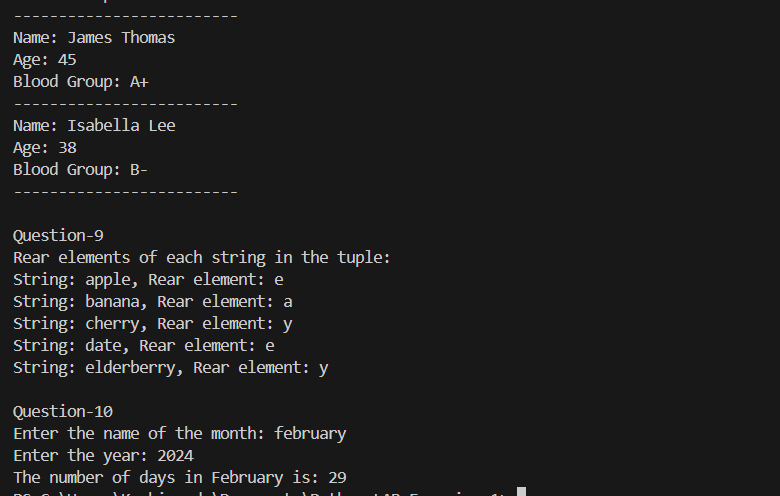 -------------------------
Name: James Thomas
Age: 45
Blood Group: A+
-------------------------
Name: Isabella Lee
Age: 38
Blood Group: B-
-------------------------
Question-9
Rear elements of each string in the tuple:
String: apple, Rear element: e
String: banana, Rear element: a
String: cherry, Rear element: y
String: date, Rear element: e
String: elderberry, Rear element: y
Question-10
Enter the name of the month: february
Enter the year: 2024
The number of days in February is: 29